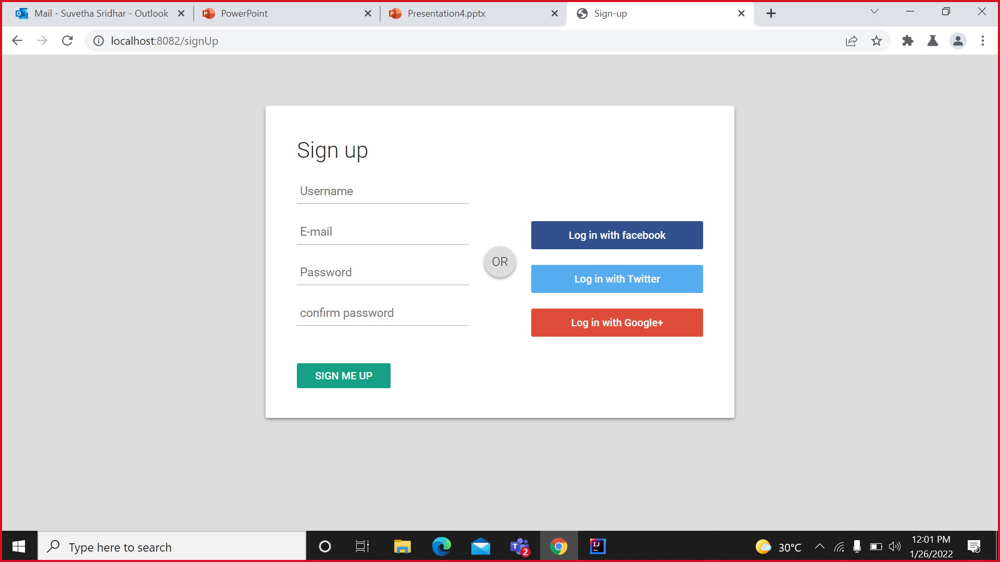 Mail - Suvetha Sridhar - Outlook
PowerPoint
Presentation4.pptx
Sign-up
localhost:8082/signUp
Sign up
Username
E-mail
Password
confirm password
SIGN ME UP
OR
Log in with facebook
Log in with Twitter
Log in with Google+
Type here to search
2
IJ
30°C
12:01 PM
1/26/2022